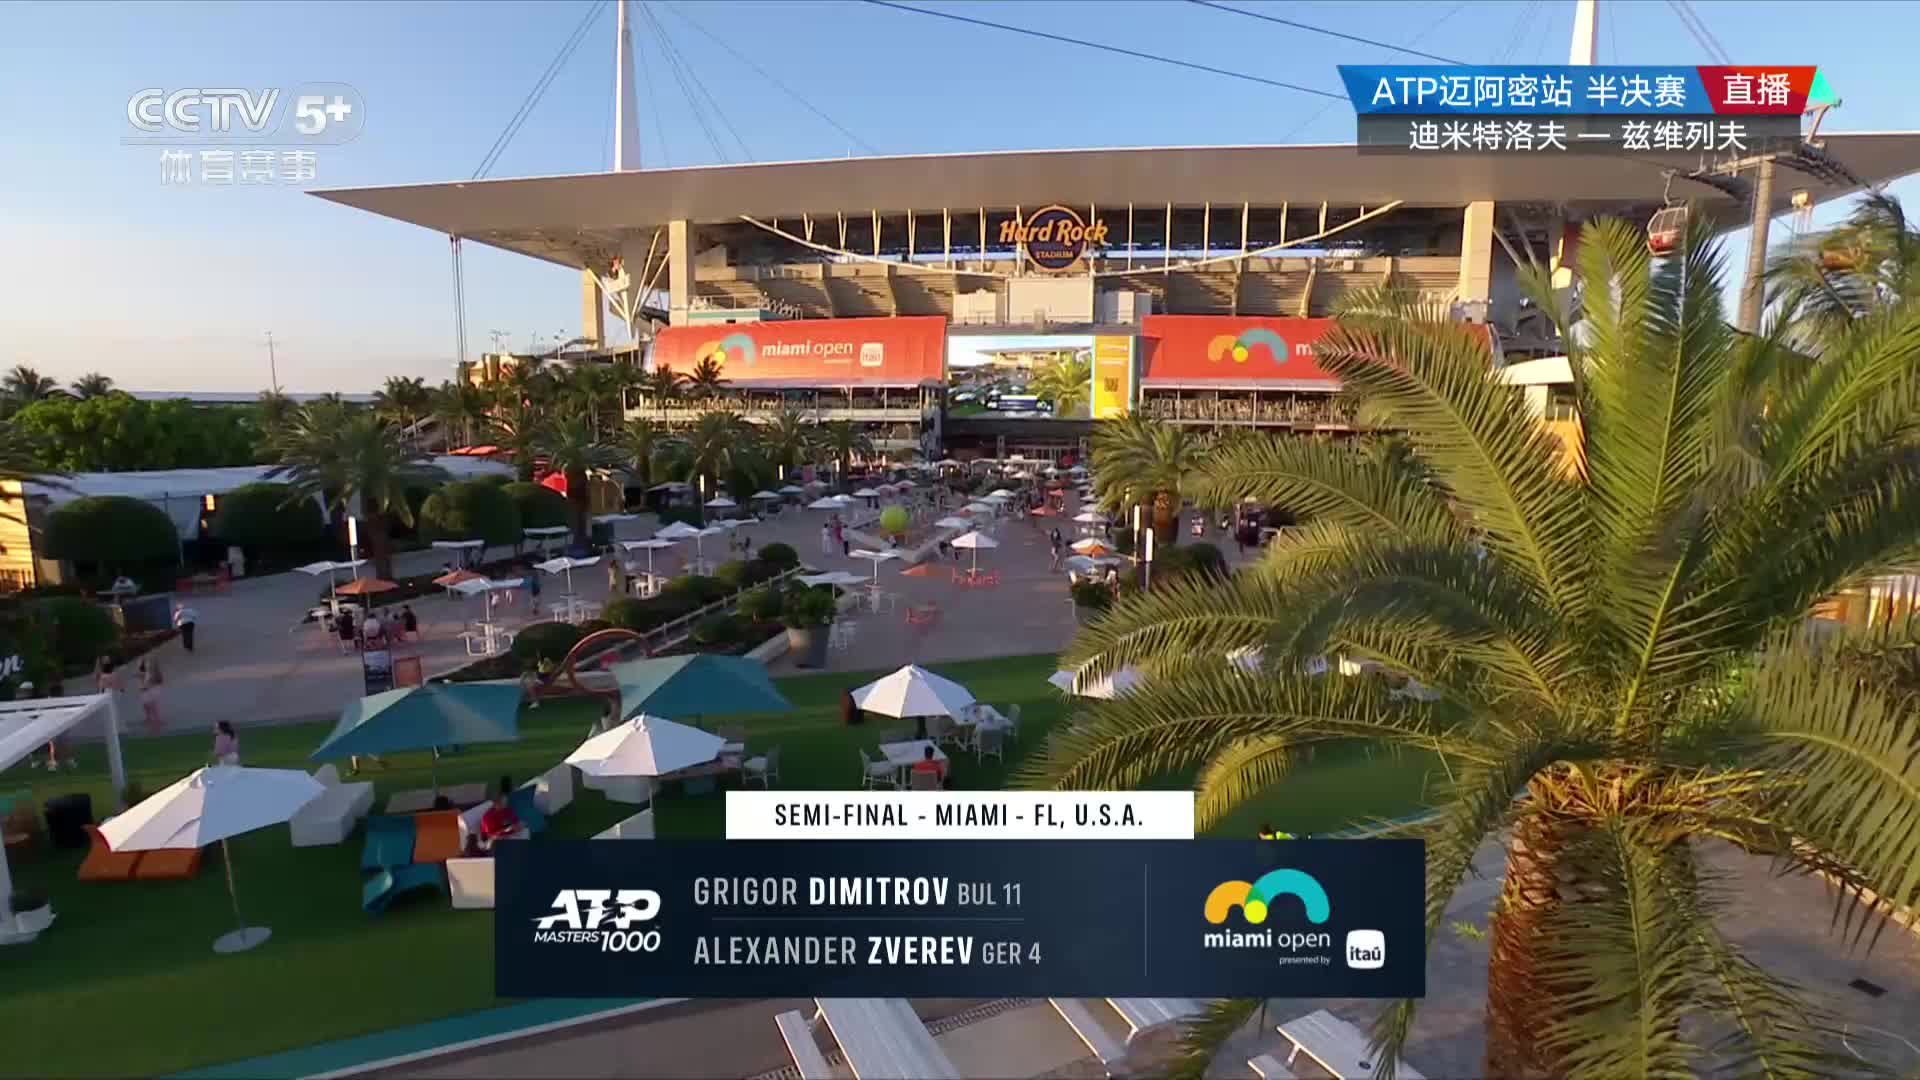 CCTV 5+
体育赛事
ATP迈阿密站 半决赛 直播
迪米特洛夫 — 兹维列夫
Hard Rock
STADIUM
miami open
itaú
SEMI-FINAL - MIAMI - FL, U.S.A.
ATP
MASTERS 1000
GRIGOR DIMITROV BUL 11
ALEXANDER ZVEREV GER 4
miami open
presented by
itaú